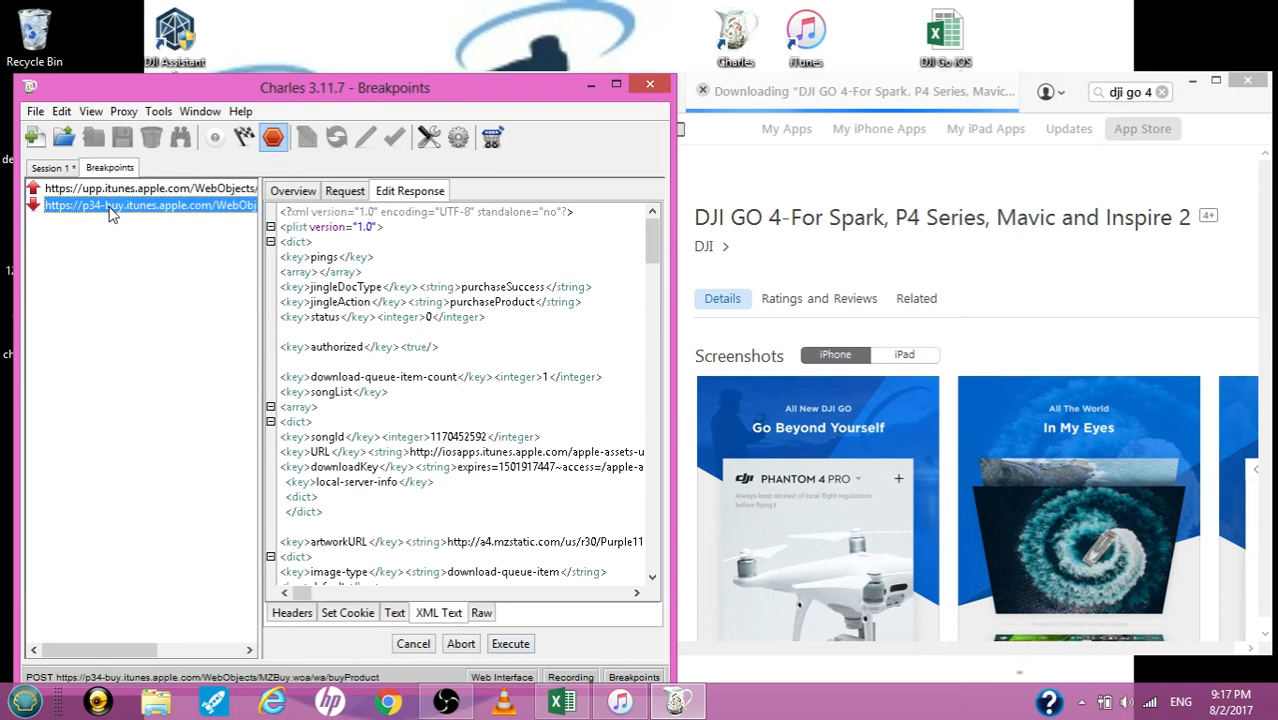 Recycle Bin
DJI Assistant
Charles
iTunes
DJI Go iOS
Charles 3.11.7 - Breakpoints
File Edit View Proxy Tools Window Help
Session 1 * Breakpoints
https://upp.itunes.apple.com/WebObjects/
https://p34-buy.itunes.apple.com/WebObj
Overview Request Edit Response
<?xml version="1.0" encoding="UTF-8" standalone="no"?>
<plist version="1.0">
<dict>
<key>pings</key>
<array></array>
<key>jingleDocType</key><string>purchaseSuccess</string>
<key>jingleAction</key><string>purchaseProduct</string>
<key>status</key><integer>0</integer>
<key>authorized</key><true/>
<key>download-queue-item-count</key><integer>1</integer>
<key>songList</key>
<array>
<dict>
<key>songId</key><integer>1170452592</integer>
<key>URL</key><string>http://iosapps.itunes.apple.com/apple-assets-u
<key>downloadKey</key><string>expires=1501917447~access=/apple-a
<key>local-server-info</key>
<dict>
</dict>
<key>artworkURL</key><string>http://a4.mzstatic.com/us/r30/Purple11
<dict>
<key>image-type</key><string>download-queue-item</string>
Headers Set Cookie Text XML Text Raw
Cancel Abort Execute
POST https://p34-buy.itunes.apple.com/WebObjects/MZBuy.woa/wa/buyProduct
Web Interface Recording Breakpoints
Downloading "DJI GO 4-For Spark, P4 Series, Mavic...
dji go 4
My Apps My iPhone Apps My iPad Apps Updates App Store
DJI GO 4-For Spark, P4 Series, Mavic and Inspire 2 4+
DJI >
Details Ratings and Reviews Related
Screenshots iPhone iPad
All New DJI GO
Go Beyond Yourself
dji PHANTOM 4 PRO +
Always keep abreast of local flight regulations
before flying
All The World
In My Eyes
ENG
9:17 PM
8/2/2017